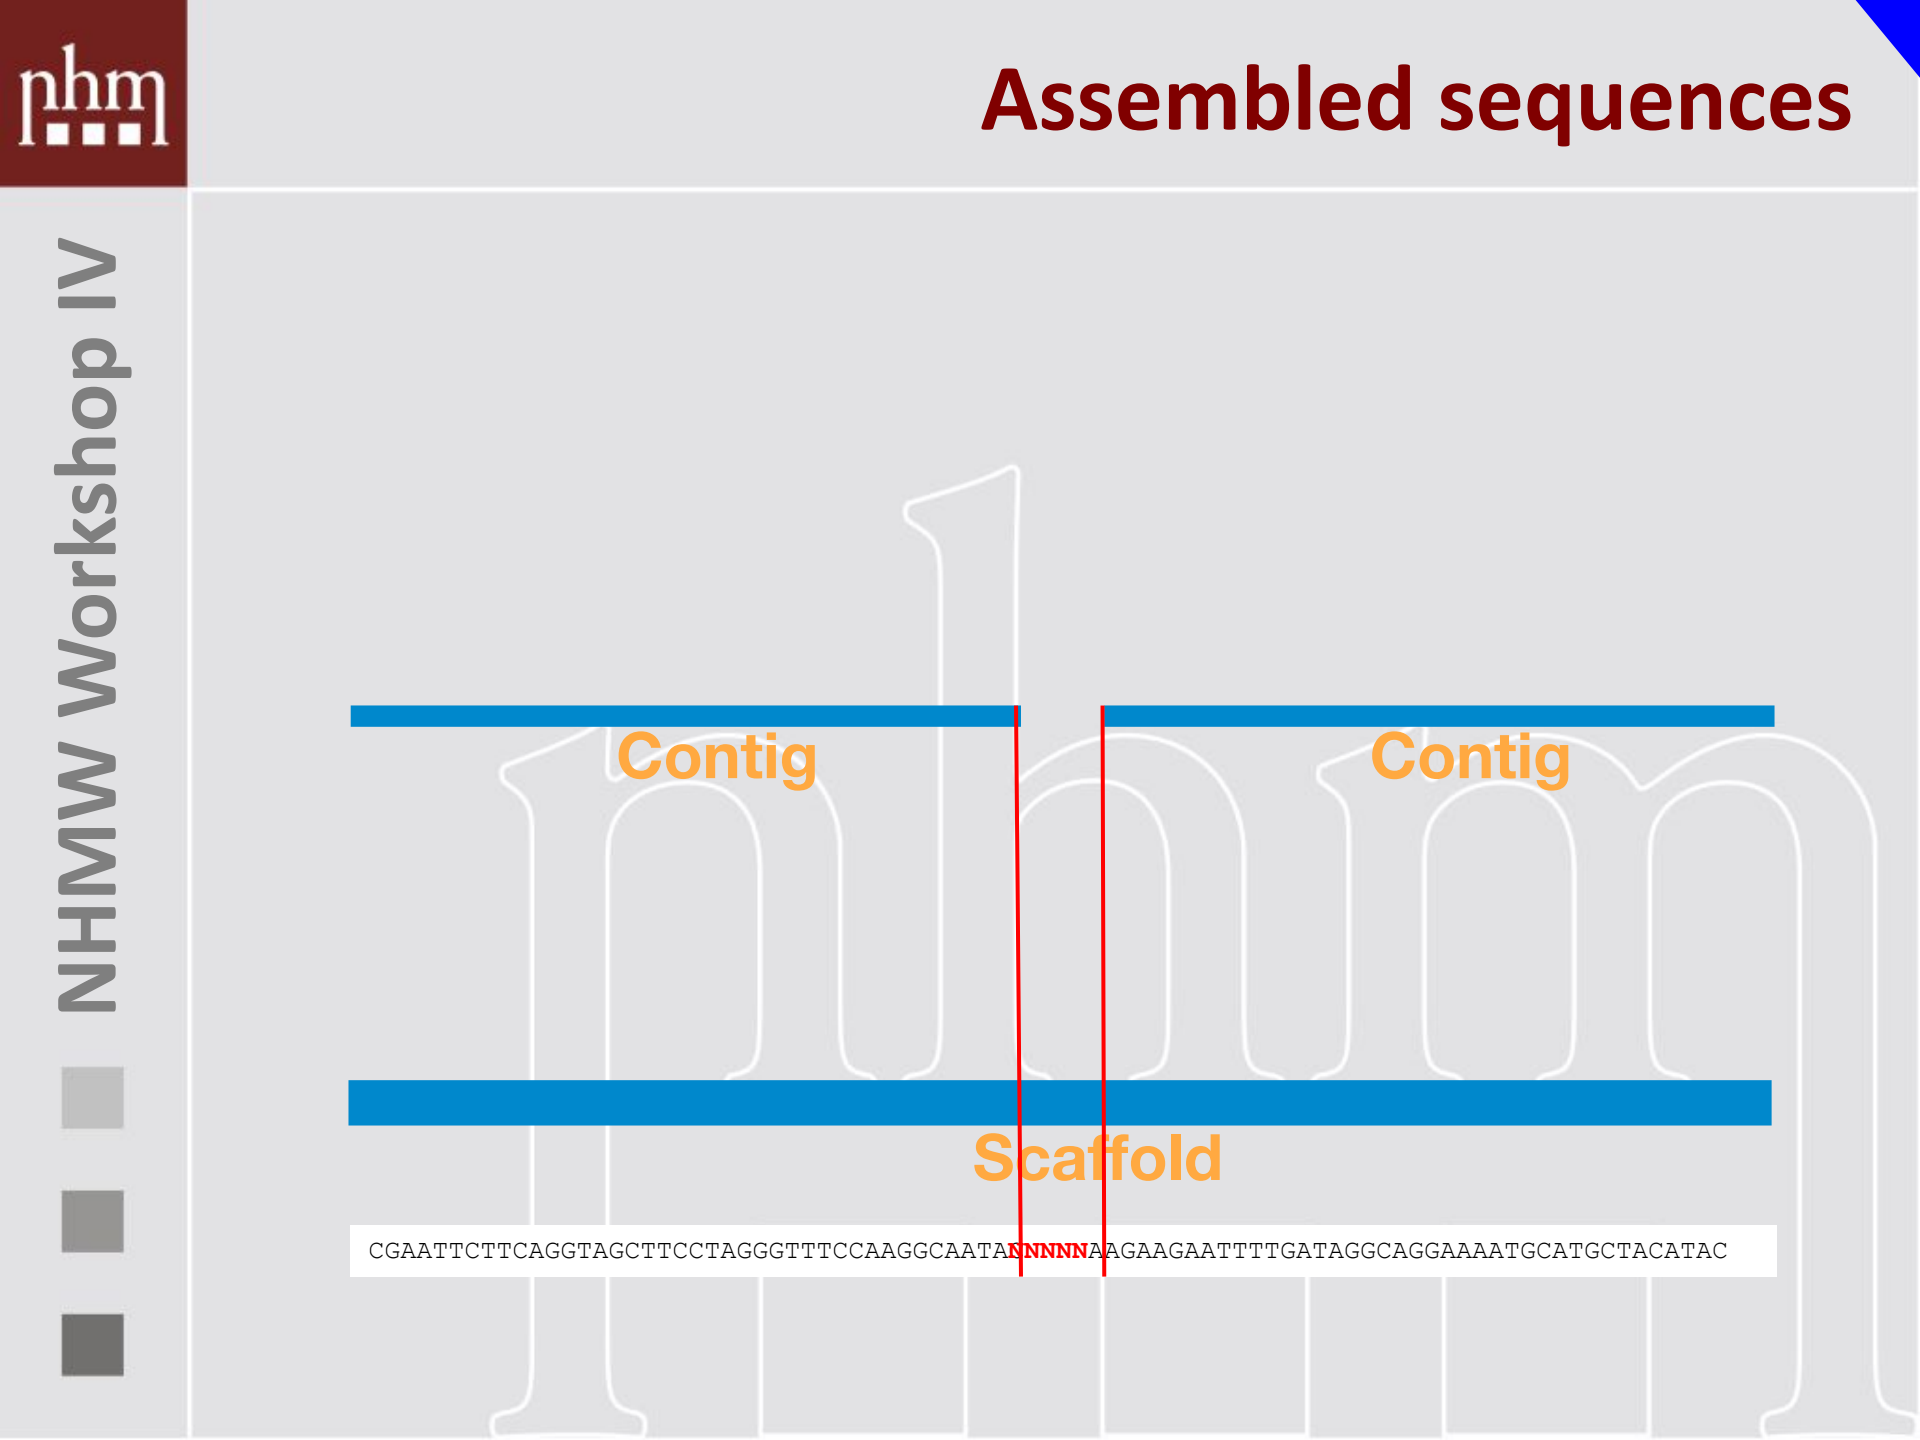 nhm
Assembled sequences
NHMW Workshop IV
Contig
Contig
Scaffold
CGAATTCTTCAGGTAGCTTCCTAGGGTTTCCAAGGCAATANNNNNAAGAAGAATTTTGATAGGCAGGAAAATGCATGCTACATAC